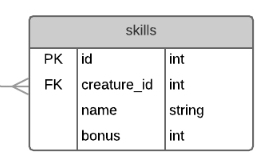 skills
PK id int
FK creature_id int
name string
bonus int